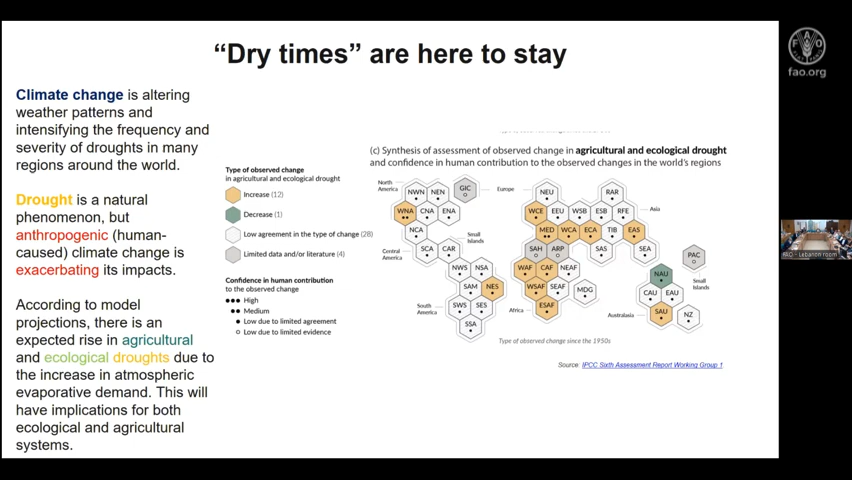 “Dry times” are here to stay
Climate change is altering
weather patterns and
intensifying the frequency and
severity of droughts in many
regions around the world.
Drought is a natural
phenomenon, but
anthropogenic (human-
caused) climate change is
exacerbating its impacts.
According to model
projections, there is an
expected rise in agricultural
and ecological droughts due to
the increase in atmospheric
evaporative demand. This will
have implications for both
ecological and agricultural
systems.
Type of observed change
in agricultural and ecological drought
Increase (12)
Decrease (1)
Low agreement in the type of change (28)
Limited data and/or literature (4)
Confidence in human contribution
to the observed change
High
Medium
Low due to limited agreement
Low due to limited evidence
(c) Synthesis of assessment of observed change in agricultural and ecological drought
and confidence in human contribution to the observed changes in the world's regions
North
America
NWN NEN
GIC
WNA CNA ENA
NCA
Small
Islands
Central
America
SCA CAR
NWS NSA
SAM NES
South
America
SWS SES
SSA
Europe
NEU
RAR
WCE EEU WSB ESB RFE
Asia
MED WCA ECA TIB EAS
SAH ARP SAS SEA
WAF CAF NEAF
WSAF SEAF MDG
Africa
ESAF
PAC
Small
Islands
NAU
CAU EAU
Australasia
SAU NZ
Type of observed change since the 1950s
Source: IPCC Sixth Assessment Report Working Group 1
FAO
fao.org
FAO - Lebanon room